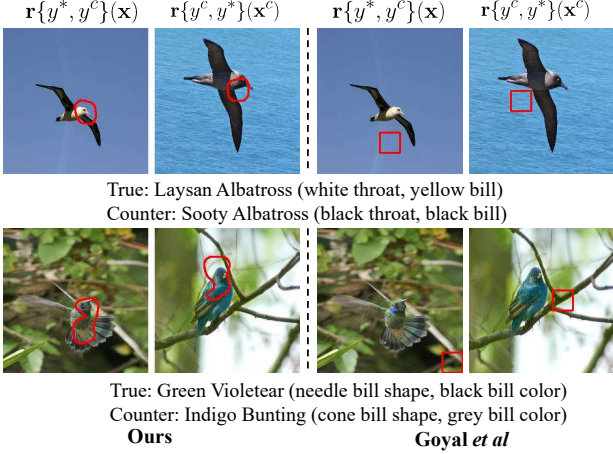 r{y*, y^c}(x) r{y^c, y*}(x^c) r{y*, y^c}(x) r{y^c, y*}(x^c)
True: Laysan Albatross (white throat, yellow bill)
Counter: Sooty Albatross (black throat, black bill)
True: Green Violetear (needle bill shape, black bill color)
Counter: Indigo Bunting (cone bill shape, grey bill color)
Ours Goyal et al